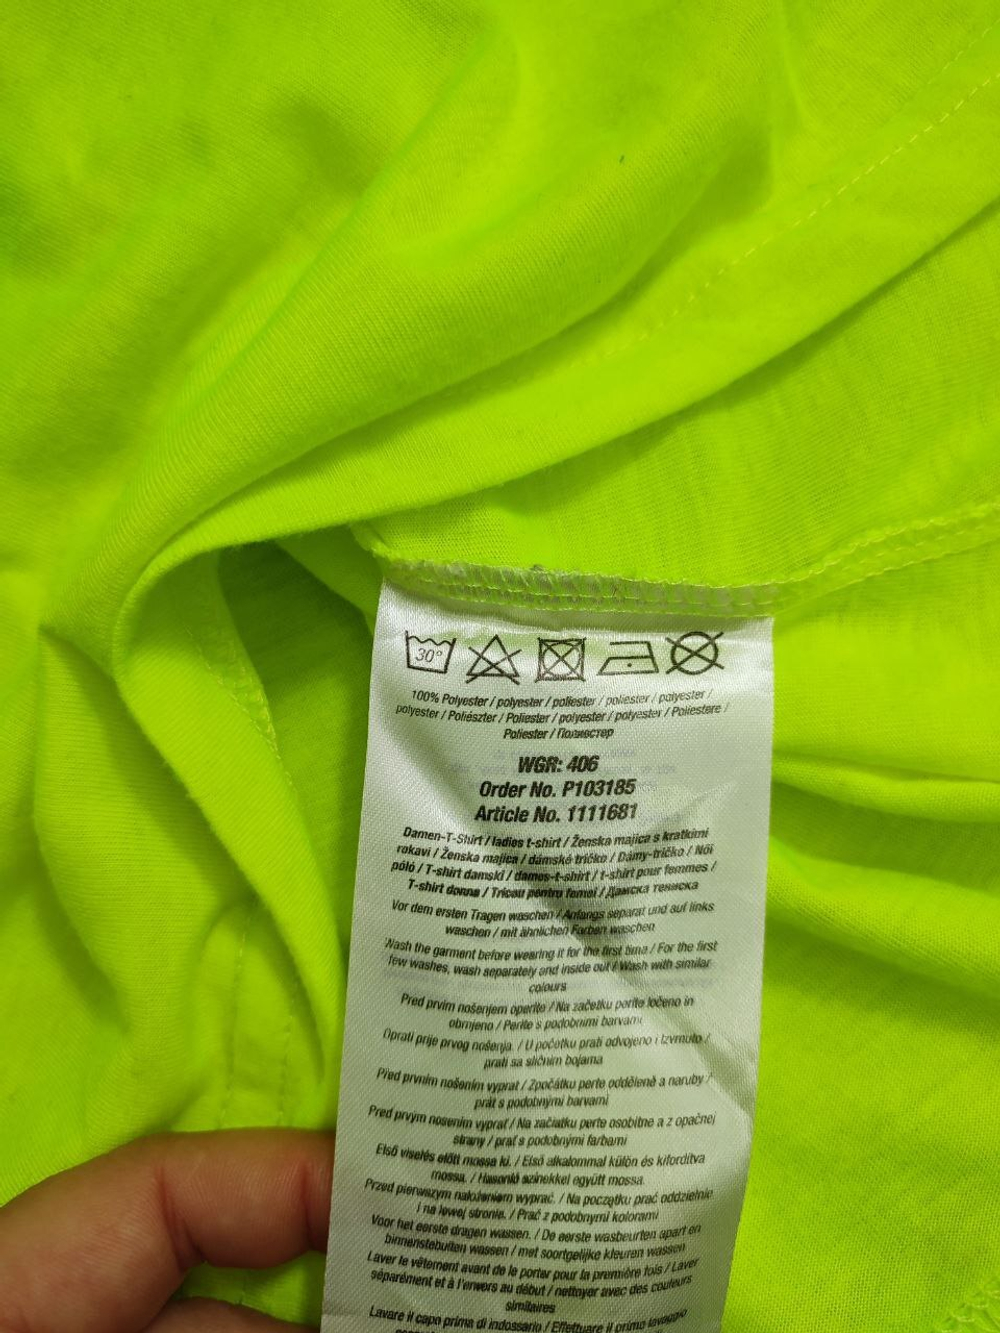 30°
100% Polyester / polyester / poliester / poliester / polyester /
polyester / Poliészter / Poliester / polyester / polyester / Poliestere /
Poliester / Полиестер
WGR: 406
Order No. P103185
Article No. 1111681
Damen-T-Shirt / ladies t-shirt / Ženska majica s kratkimi
rokavi / Ženska majica / dámské tričko / Dámy-tričko / Női
póló / T-shirt damski / dames-t-shirt / t-shirt pour femmes /
T-shirt donna / Tricou pentru femei / Дамска тениска
Vor dem ersten Tragen waschen / Anfangs separat und auf links
waschen / mit ähnlichen Farben waschen
Wash the garment before wearing it for the first time / For the first
few washes, wash separately and inside out / Wash with similar
colours
Pred prvim nošenjem operite / Na začetku perite ločeno in
obrnjeno / Perite s podobnimi barvami
Oprati prije prvog nošenja. / U početku prati odvojeno i izvrnuto /
prati sa sličnim bojama
Před prvním nošením vyprat / Zpočátku perte odděleně a naruby /
prát s podobnými barvami
Pred prvým nosením vyprať / Na začiatku perte osobitne a z opačnej
strany / prať s podobnými farbami
Első viselés előtt mossa ki. / Első alkalommal külön és kifordítva
mossa. / Hasonló színekkel együtt mossa.
Przed pierwszym nałożeniem wyprać. / Na początku prać oddzielnie
i na lewej stronie. / Prać z podobnymi kolorami
Voor het eerste dragen wassen. / De eerste wasbeurten apart en
binnenstebuiten wassen / met soortgelijke kleuren wassen
Laver le vêtement avant de le porter pour la première fois / Laver
séparément et à l'envers au début / nettoyer avec des couleurs
similaires
Lavare il capo prima di indossarlo / Effettuare il primo lavaggio